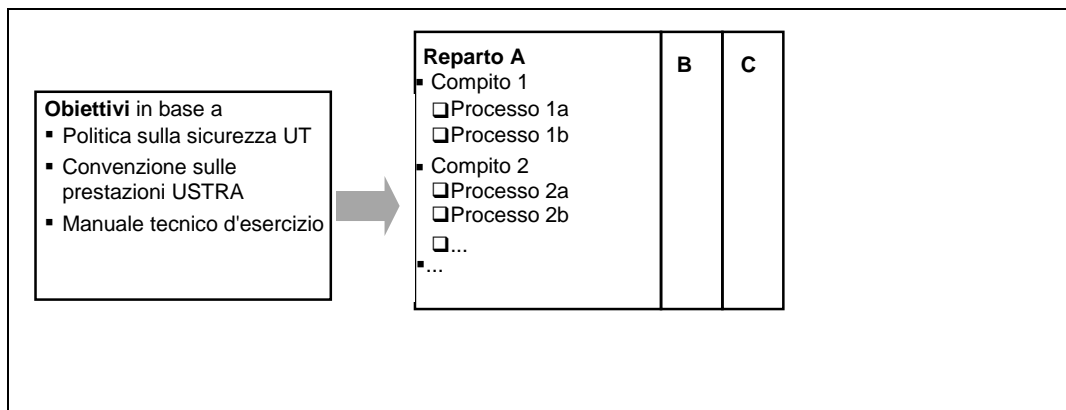 Obiettivi in base a
▪ Politica sulla sicurezza UT
▪ Convenzione sulle
prestazioni USTRA
▪ Manuale tecnico d'esercizio
Reparto A
▪ Compito 1
❑Processo 1a
❑Processo 1b
▪ Compito 2
❑Processo 2a
❑Processo 2b
❑...
▪...
B
C